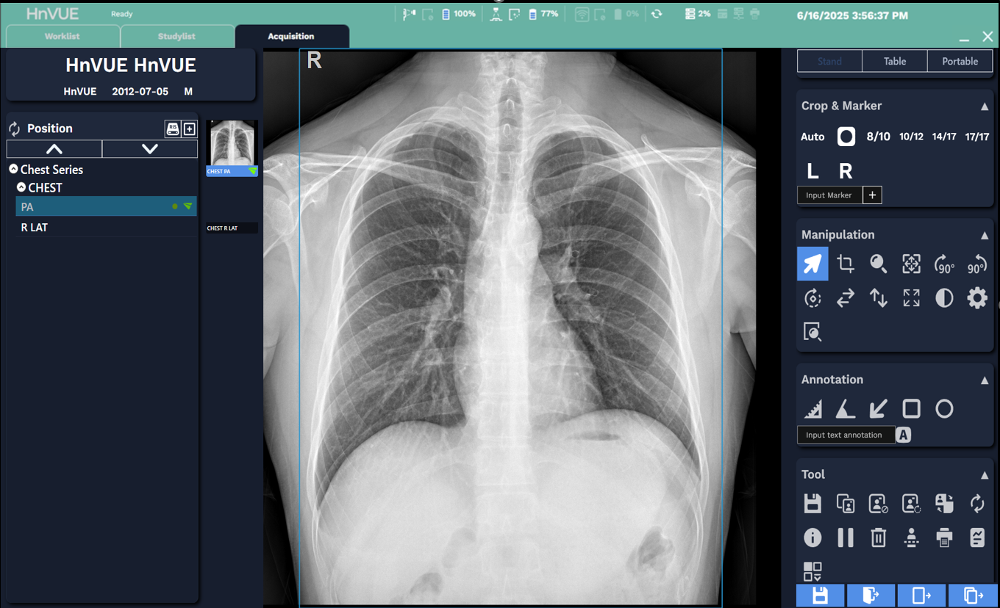 HnVUE Ready 100% 77% 0% 2% 6/16/2025 3:56:37 PM
Worklist Studylist Acquisition
HnVUE HnVUE
HnVUE 2012-07-05 M
Position
RIS
Chest Series
CHEST
PA
R LAT
CHEST PA
CHEST R LAT
R
Stand Table Portable
Crop & Marker
Auto 8/10 10/12 14/17 17/17
L R
Input Marker +
Manipulation
90° 90°
Annotation
Input text annotation A
Tool